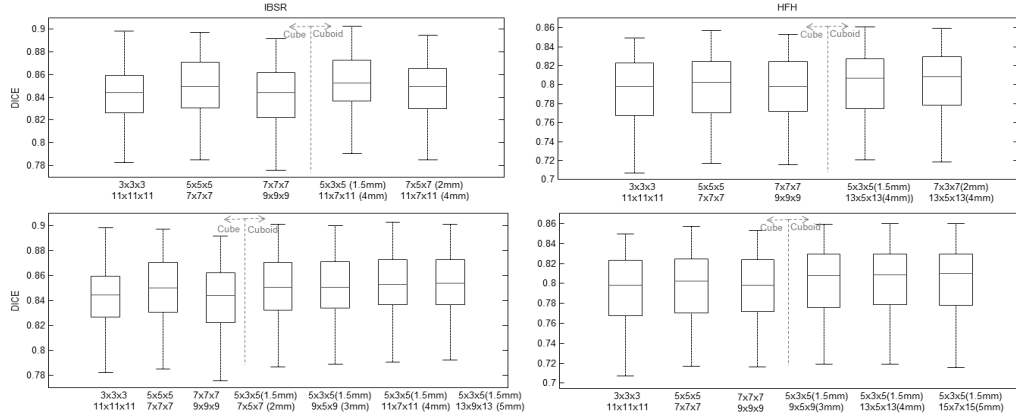 IBSR
HFH
0.9
0.88
0.86
0.84
0.82
0.8
0.78
DICE
Cube
Cuboid
3x3x3 5x5x5 7x7x7 5x3x5 (1.5mm) 7x5x7 (2mm)
11x11x11 7x7x7 9x9x9 11x7x11 (4mm) 11x7x11 (4mm)
0.86
0.84
0.82
0.8
0.78
0.76
0.74
0.72
0.7
Cube
Cuboid
3x3x3 5x5x5 7x7x7 5x3x5(1.5mm) 7x3x7(2mm)
11x11x11 7x7x7 9x9x9 13x5x13(4mm)) 13x5x13(4mm)
0.9
0.88
0.86
0.84
0.82
0.8
0.78
DICE
Cube
Cuboid
3x3x3 5x5x5 7x7x7 5x3x5(1.5mm) 5x3x5(1.5mm) 5x3x5(1.5mm) 5x3x5(1.5mm)
11x11x11 7x7x7 9x9x9 7x5x7 (2mm) 9x5x9 (3mm) 11x7x11 (4mm) 13x9x13 (5mm)
0.86
0.84
0.82
0.8
0.78
0.76
0.74
0.72
0.7
Cube
Cuboid
3x3x3 5x5x5 7x7x7 5x3x5(1.5mm) 5x3x5(1.5mm) 5x3x5(1.5mm)
11x11x11 7x7x7 9x9x9 9x5x9(3mm) 13x5x13(4mm) 15x7x15(5mm)